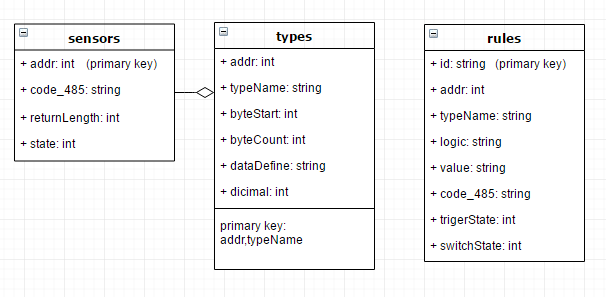 sensors
+ addr: int （primary key）
+ code_485: string
+ returnLength: int
+ state: int
types
+ addr: int
+ typeName: string
+ byteStart: int
+ byteCount: int
+ dataDefine: string
+ dicimal: int
primary key:
addr,typeName
rules
+ id: string （primary key）
+ addr: int
+ typeName: string
+ logic: string
+ value: string
+ code_485: string
+ trigerState: int
+ switchState: int